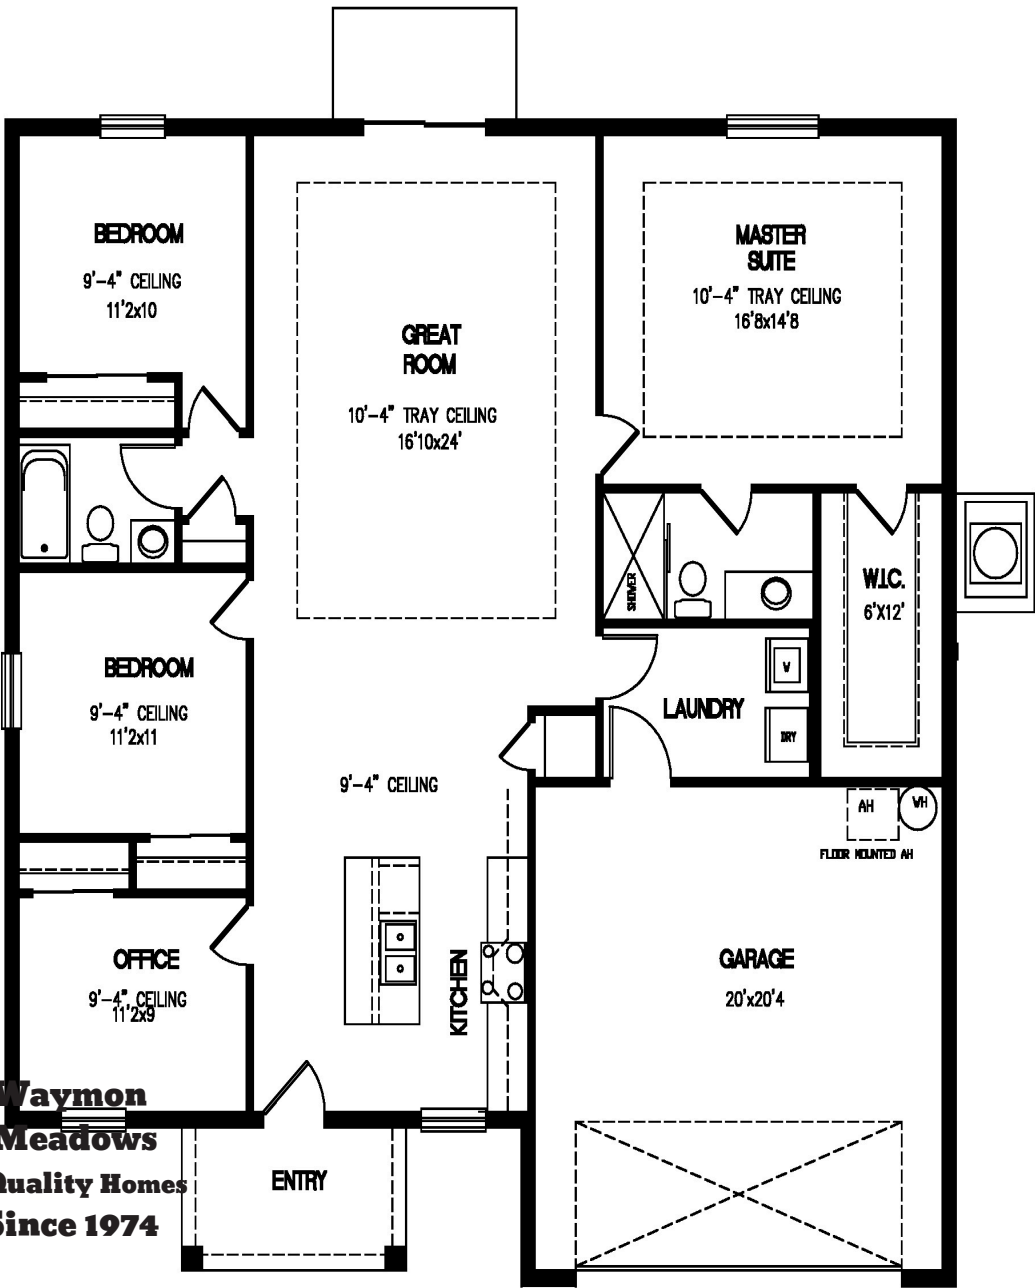 BEDROOM
9'-4" CEILING
11'2x10
GREAT
ROOM
10'-4" TRAY CEILING
16'10x24'
MASTER
SUITE
10'-4" TRAY CEILING
16'8x14'8
SHOWER
W.I.C.
6'X12'
BEDROOM
9'-4" CEILING
11'2x11
LAUNDRY
W
DRY
9'-4" CEILING
AH
WH
FLOOR MOUNTED AH
OFFICE
9'-4" CEILING
11'2x9
KITCHEN
GARAGE
20'x20'4
ENTRY
Waymon
Meadows
Quality Homes
Since 1974